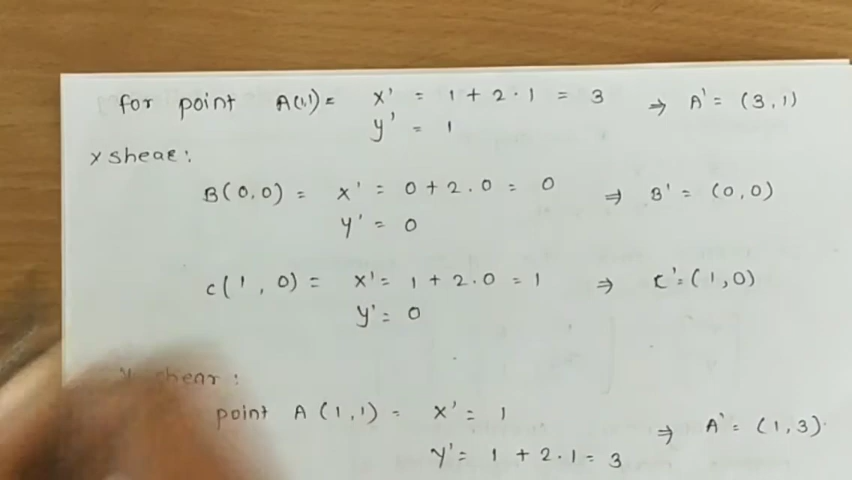 for point A(1,1) = x' = 1 + 2 . 1 = 3 ⇒ A' = (3,1)
y' = 1
X shear:
B(0,0) = x' = 0 + 2 . 0 = 0 ⇒ B' = (0,0)
y' = 0
C(1, 0) = x' = 1 + 2 . 0 = 1 ⇒ C' = (1,0)
y' = 0
Y shear:
point A (1,1) = x' = 1 ⇒ A' = (1,3).
y' = 1 + 2 . 1 = 3